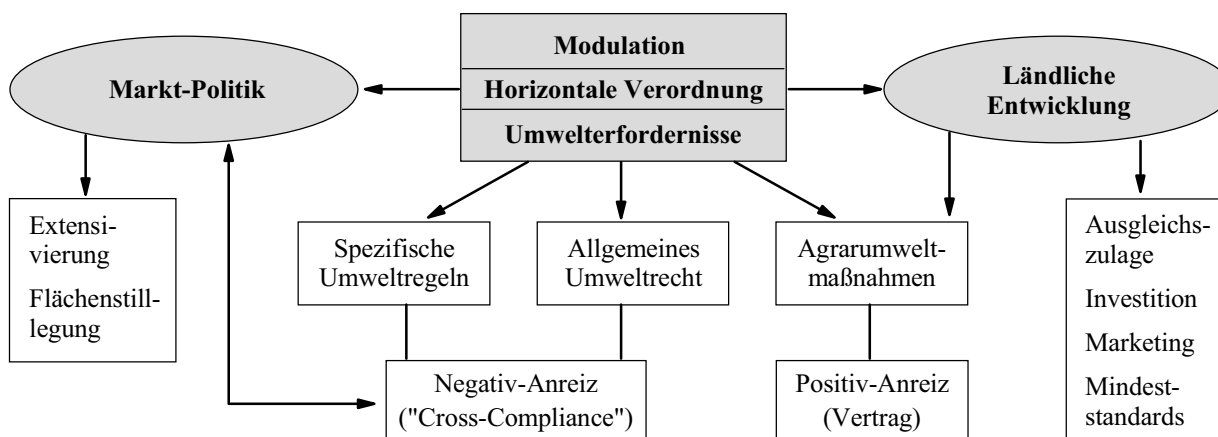 Modulation
Horizontale Verordnung
Umwelterfordernisse
Markt-Politik
Ländliche
Entwicklung
Extensi-
vierung
Flächenstill-
legung
Spezifische
Umweltregeln
Allgemeines
Umweltrecht
Agrarumwelt-
maßnahmen
Ausgleichs-
zulage
Investition
Marketing
Mindest-
standards
Negativ-Anreiz
("Cross-Compliance")
Positiv-Anreiz
(Vertrag)